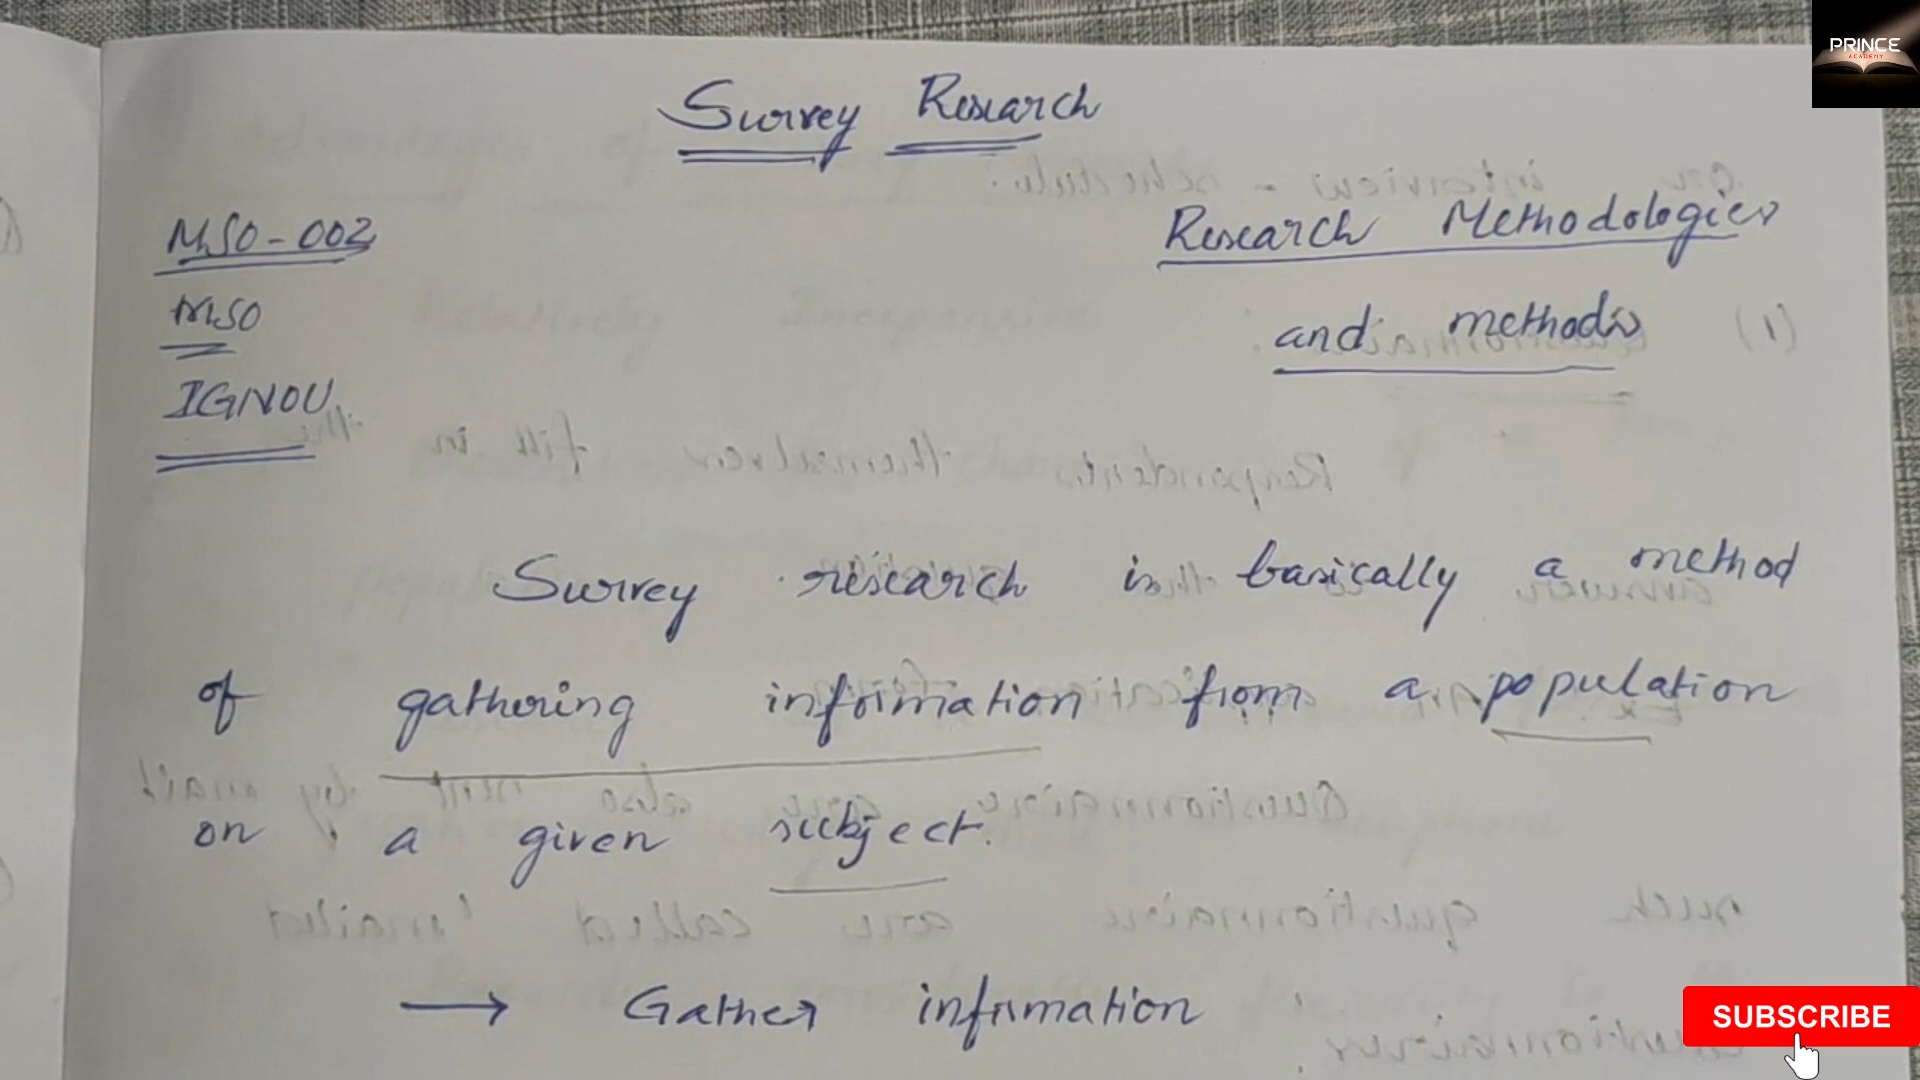 PRINCE
ACADEMY
Survey Research
MSO-002
Research Methodologies
MSO
and methods
IGNOU
Survey research is basically a method
of gathering information from a population
on a given subject.
→ Gather information
SUBSCRIBE